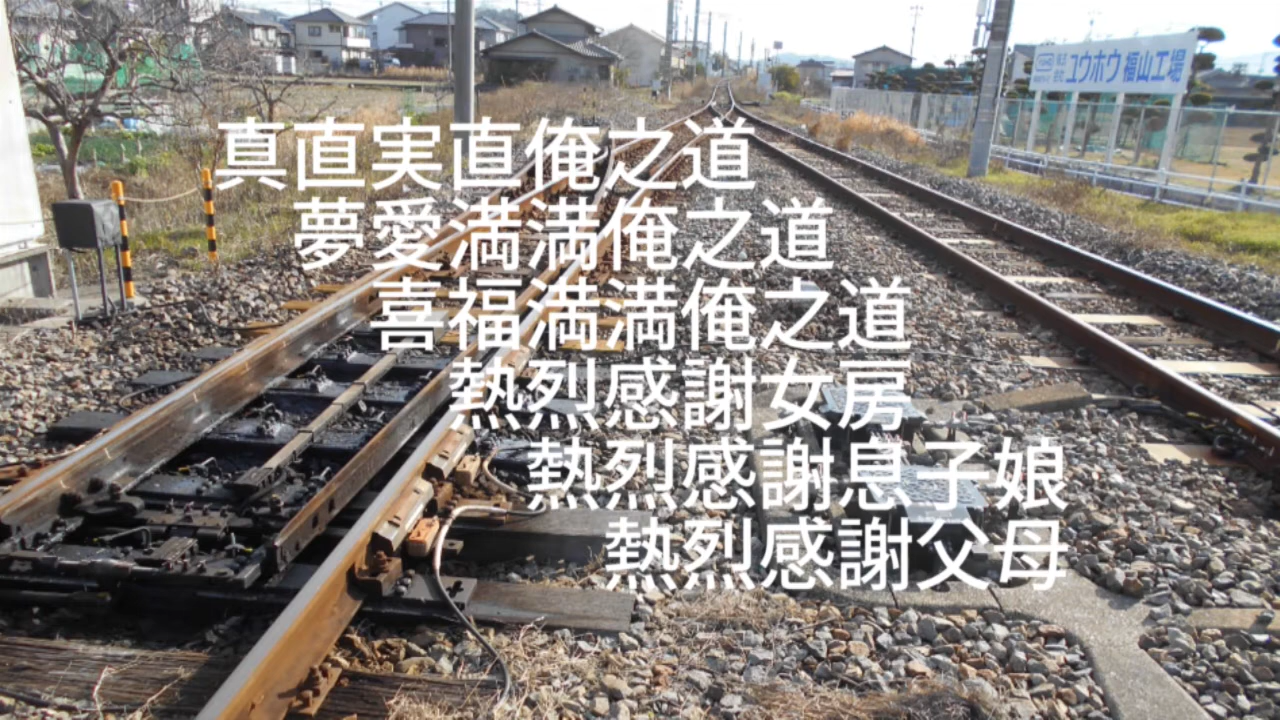 真直実直俺之道
夢愛満満俺之道
喜福満満俺之道
熱烈感謝女房
熱烈感謝息子娘
熱烈感謝父母
ユウホウ 福山工場